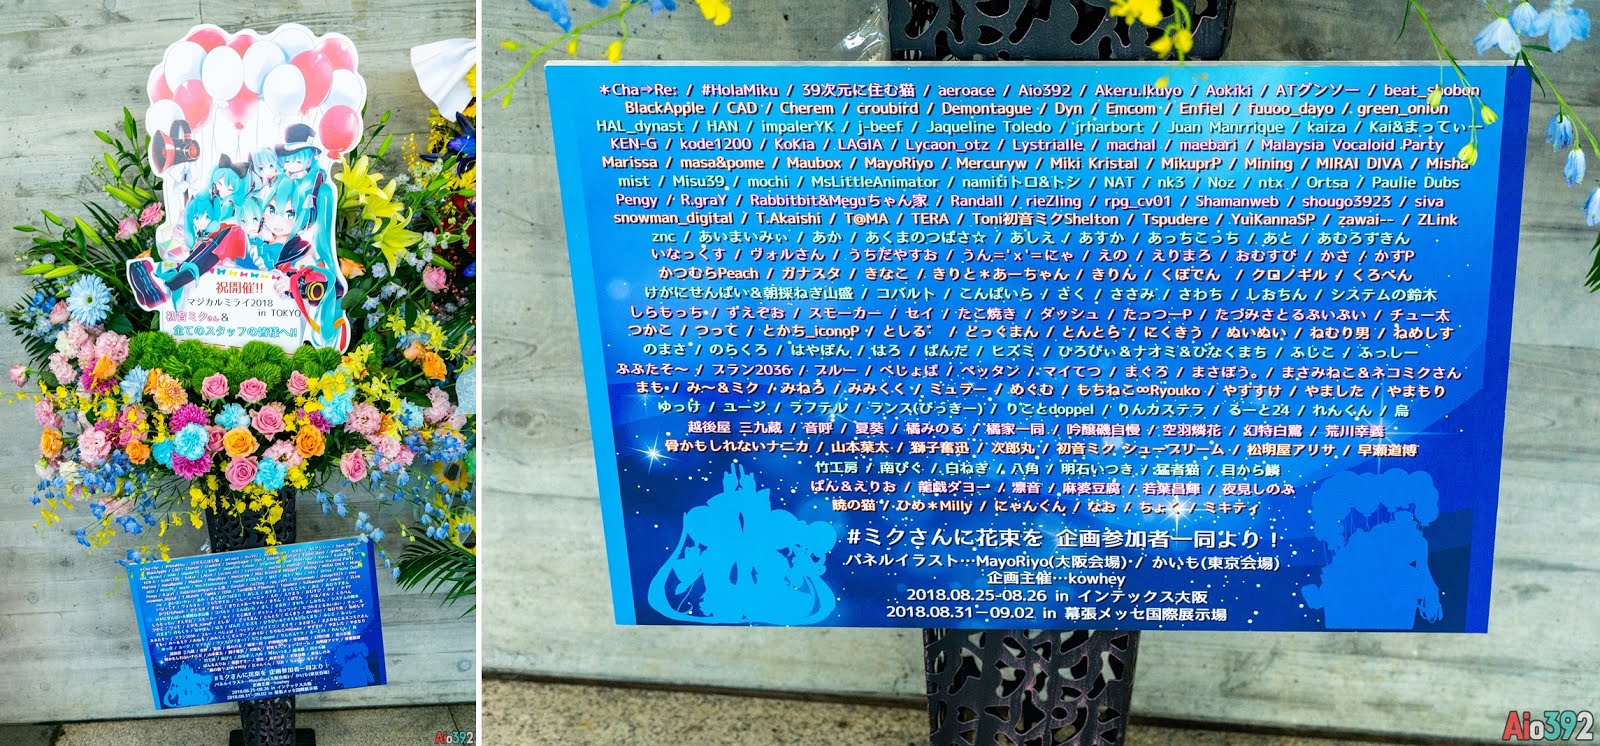 祝開催!!
マジカルミライ2018
in TOKYO
初音ミクさん&
全てのスタッフの皆様へ!!
Aio392
＊Cha⇒Re: / #HolaMiku / 39次元に住む猫 / aeroace / Aio392 / Akeru.Ikuyo / Aokiki / ATグンソー / beat_shobon
BlackApple / CAD / Cherem / croubird / Demontague / Dyn / Emcom / Enfiel / fuuoo_dayo / green_onion
HAL_dynast / HAN / impalerYK / j-beef / Jaqueline Toledo / jrharbort / Juan Manrrique / kaiza / Kai&まってぃー
KEN-G / kode1200 / KoKia / LAGIA / Lycaon_otz / Lystrialle / machal / maebari / Malaysia Vocaloid Party
Marissa / masa&pome / Maubox / MayoRiyo / Mercuryw / Miki Kristal / MikuprP / Mining / MIRAI DIVA / Misha
mist / Misu39 / mochi / MsLittleAnimator / namitiトロ&トシ / NAT / nk3 / Noz / ntx / Ortsa / Paulie Dubs
Pengy / R.graY / Rabbitbit&Meguちゃん家 / Randall / rieZling / rpg_cv01 / Shamanweb / shougo3923 / siva
snowman_digital / T.Akaishi / T@MA / TERA / Toni初音ミクShelton / Tspudere / YuiKannaSP / zawai-- / ZLink
znc / あいまいみぃ / あか / あくまのつばさ☆ / あしえ / あすか / あっちこっち / あと / あむろすきん
いなっくす / ヴォルさん / うちだやすお / うん='x'=にゃ / えの / えりまろ / おむすび / かさ / かずP
かつむらPeach / ガナスタ / きなこ / きりと＊あーちゃん / きりん / くぼでん / クロノギル / くろべん
けがにせんぱい&朝採ねぎ山盛 / コバルト / こんぱいら / ざく / ささみ / さわち / しおちん / システムの鈴木
しらもっち / ずえぞお / スモーカー / セイ / たこ焼き / ダッシュ / たっつーP / たづみさとるぷいぷい / チュー太
つかこ / つって / とかち_iconoP / としる / どっぐまん / とんとら / にくきう / ぬいぬい / ねむり男 / ねめしす
のまさ / のらくろ / はやぽん / はろ / ぱんだ / ヒズミ / ひろぴぃ&ナオミ&ひなくまち / ふじこ / ふっしー
ふふたそ～ / ブラン2036 / ブルー / べじょば / ペッタン / マイてつ / まぐろ / まさぼう。 / まさみねこ&ネコミクさん
まも / み～&ミク / みねろ / みみくく / ミュラー / めぐむ / もちねこ∞Ryouko / やすすけ / やました / やまもり
ゆっけ / ユージ / ラフテル / ランス(ぴっきー) / りことdoppel / りんカステラ / るーと24 / れんくん / 烏
越後屋 三九蔵 / 音呼 / 夏葵 / 橘みのる / 橘家一同 / 吟醸磯自慢 / 空羽燐花 / 幻特白鷺 / 荒川幸義
骨かもしれないナニカ / 山本葉太 / 獅子奮迅 / 次郎丸 / 初音ミク シュープリーム / 松明屋アリサ / 早瀬道博
竹工房 / 南びぐ / 白ねぎ / 八角 / 明石いつき / 猛者猫 / 目から鱗
ぱん&えりお / 龍戯ダヨー / 凛音 / 麻婆豆腐 / 若葉昌輝 / 夜見しのふ
暁の猫 / ひめ＊Milly / にゃんくん / なお / ちょく / ミキティ
#ミクさんに花束を 企画参加者一同より！
パネルイラスト…MayoRiyo(大阪会場) / かいも(東京会場)
企画主催…kowhey
2018.08.25-08.26 in インテックス大阪
2018.08.31－09.02 in 幕張メッセ国際展示場
Aio392